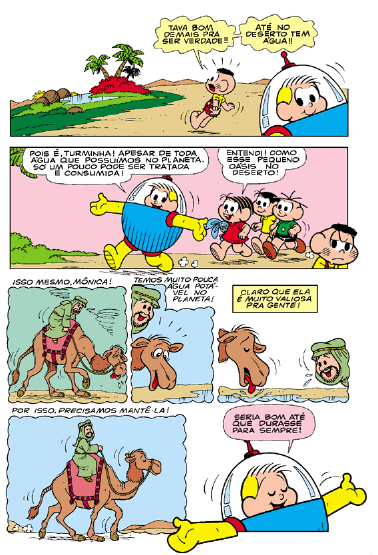 TAVA BOM
DEMAIS PRA
SER VERDADE!!
ATÉ NO
DESERTO TEM
ÁGUA!!
POIS É, TURMINHA! APESAR DE TODA
ÁGUA QUE POSSUÍMOS NO PLANETA,
SÓ UM POUCO PODE SER TRATADA
E CONSUMIDA!
ENTENDI! COMO
ESSE PEQUENO
OÁSIS NO
DESERTO!
ISSO MESMO, MÔNICA!
TEMOS MUITO POUCA
ÁGUA POTÁ-
VEL NO
PLANETA!
CLARO QUE ELA
É MUITO VALIOSA
PRA GENTE!
POR ISSO, PRECISAMOS MANTÊ-LA!
SERIA BOM ATÉ
QUE DURASSE
PARA SEMPRE!